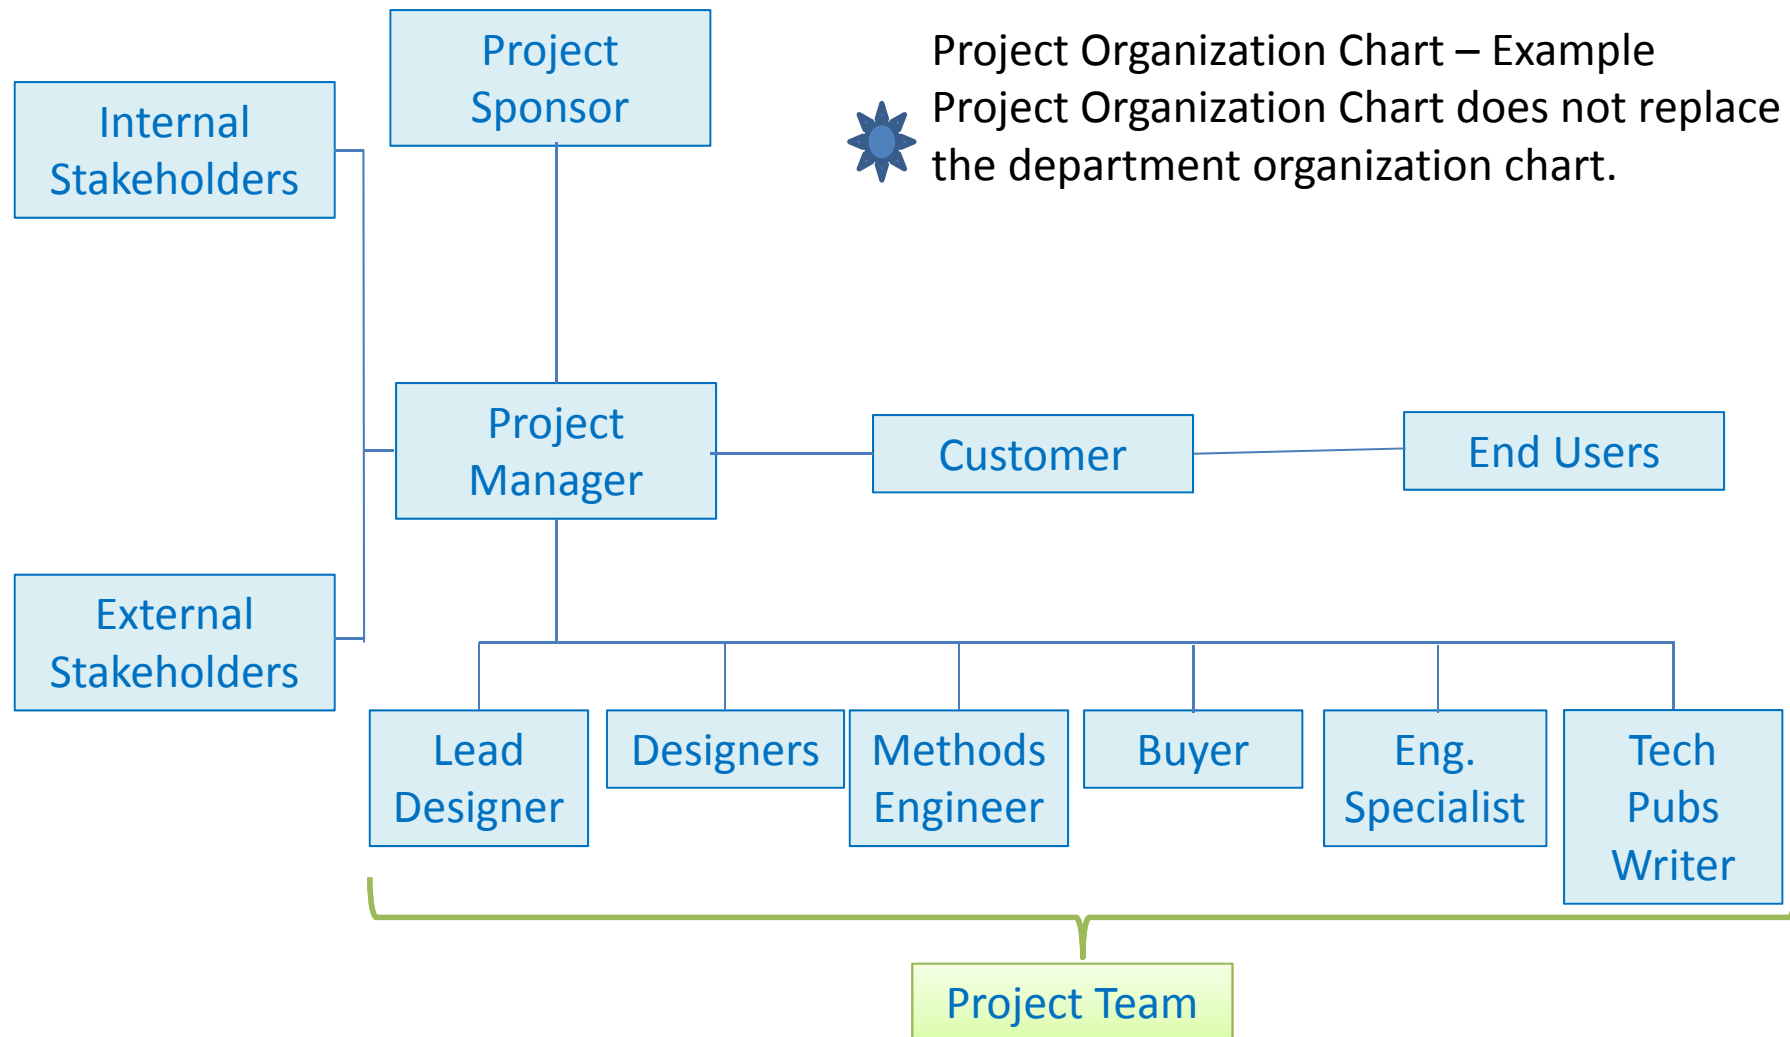 Project
Sponsor
Project Organization Chart – Example
Project Organization Chart does not replace
the department organization chart.
Internal
Stakeholders
Project
Manager
Customer
End Users
External
Stakeholders
Lead
Designer
Designers
Methods
Engineer
Buyer
Eng.
Specialist
Tech
Pubs
Writer
Project Team